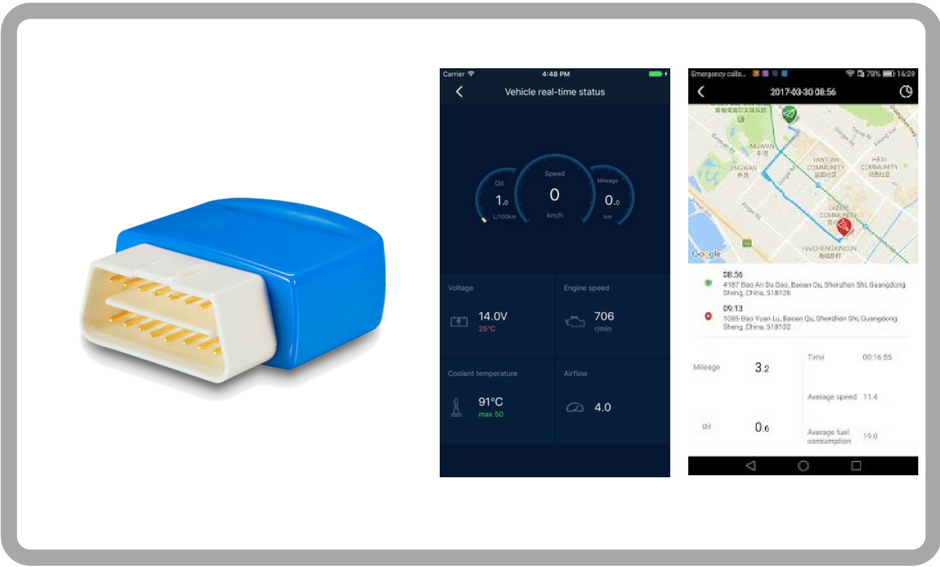 Carrier
4:48 PM
Vehicle real-time status
Oil
1.0
L/100km
Speed
0
km/h
Mileage
0.0
km
Voltage
14.0V
25°C
Engine speed
706
r/min
Coolant temperature
91°C
max 50
Airflow
4.0
Emergency calls...
78%
16:29
2017-03-30 08:56
YANTIAN
COMMUNITY
COMMUNITY
COMMUNITY
Google
08:56
4187 Bao An Da Dao, Baoan Qu, Shenzhen Shi, Guangdong
Sheng, China, 518126
09:13
1085 Bao Yuan Lu, Baoan Qu, Shenzhen Shi, Guangdong
Sheng, China, 518102
Mileage
3.2
Time
00:16:55
Average speed
11.4
Oil
0.6
Average fuel
consumption
19.0